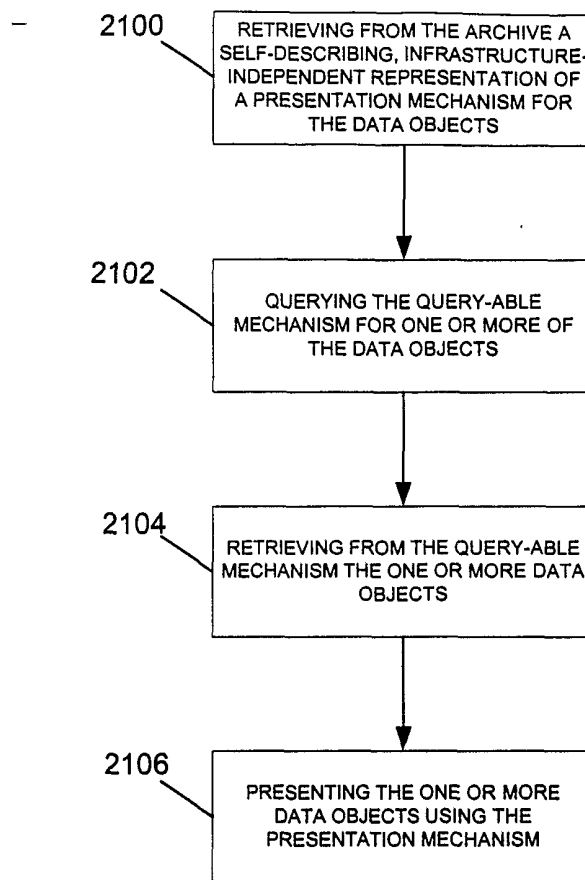 2100
RETRIEVING FROM THE ARCHIVE A
SELF-DESCRIBING, INFRASTRUCTURE-
INDEPENDENT REPRESENTATION OF
A PRESENTATION MECHANISM FOR
THE DATA OBJECTS
2102
QUERYING THE QUERY-ABLE
MECHANISM FOR ONE OR MORE OF
THE DATA OBJECTS
2104
RETRIEVING FROM THE QUERY-ABLE
MECHANISM THE ONE OR MORE DATA
OBJECTS
2106
PRESENTING THE ONE OR MORE
DATA OBJECTS USING THE
PRESENTATION MECHANISM